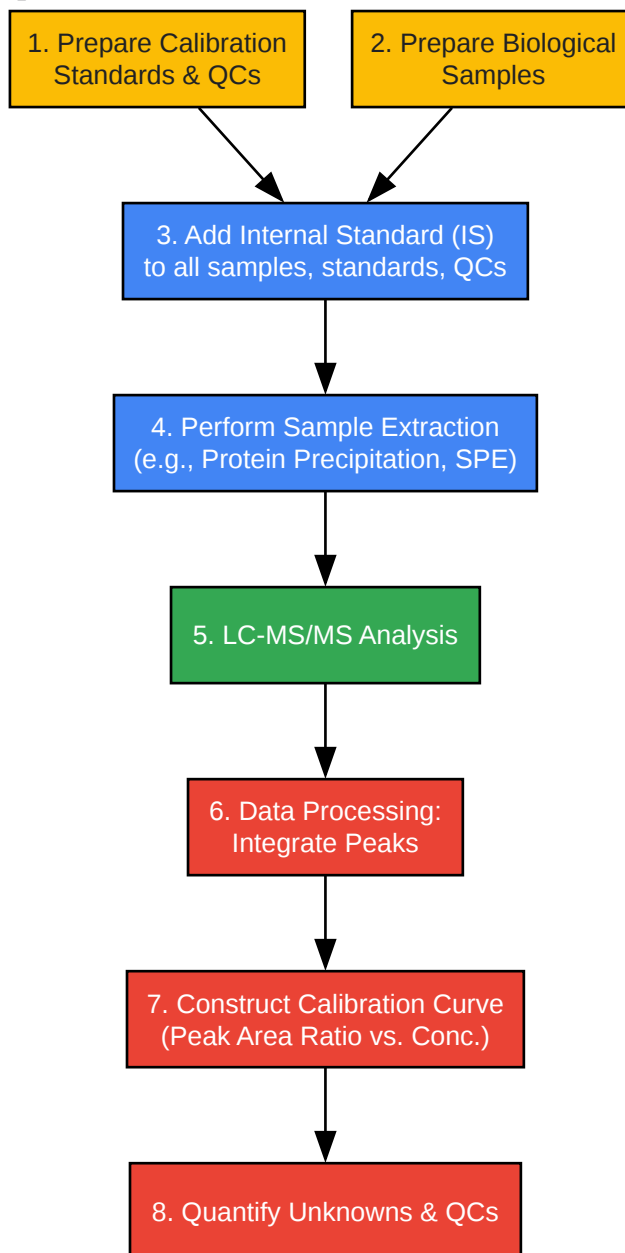 1. Prepare Calibration
Standards & QCs
2. Prepare Biological
Samples
3. Add Internal Standard (IS)
to all samples, standards, QCs
4. Perform Sample Extraction
(e.g., Protein Precipitation, SPE)
5. LC-MS/MS Analysis
6. Data Processing:
Integrate Peaks
7. Construct Calibration Curve
(Peak Area Ratio vs. Conc.)
8. Quantify Unknowns & QCs